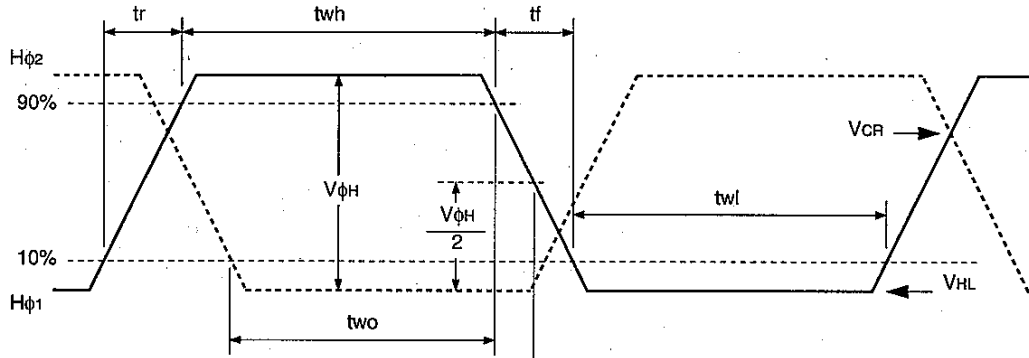 tr
twh
tf
Hϕ2
90%
VCR
VϕH
VϕH
2
twl
10%
Hϕ1
VHL
two